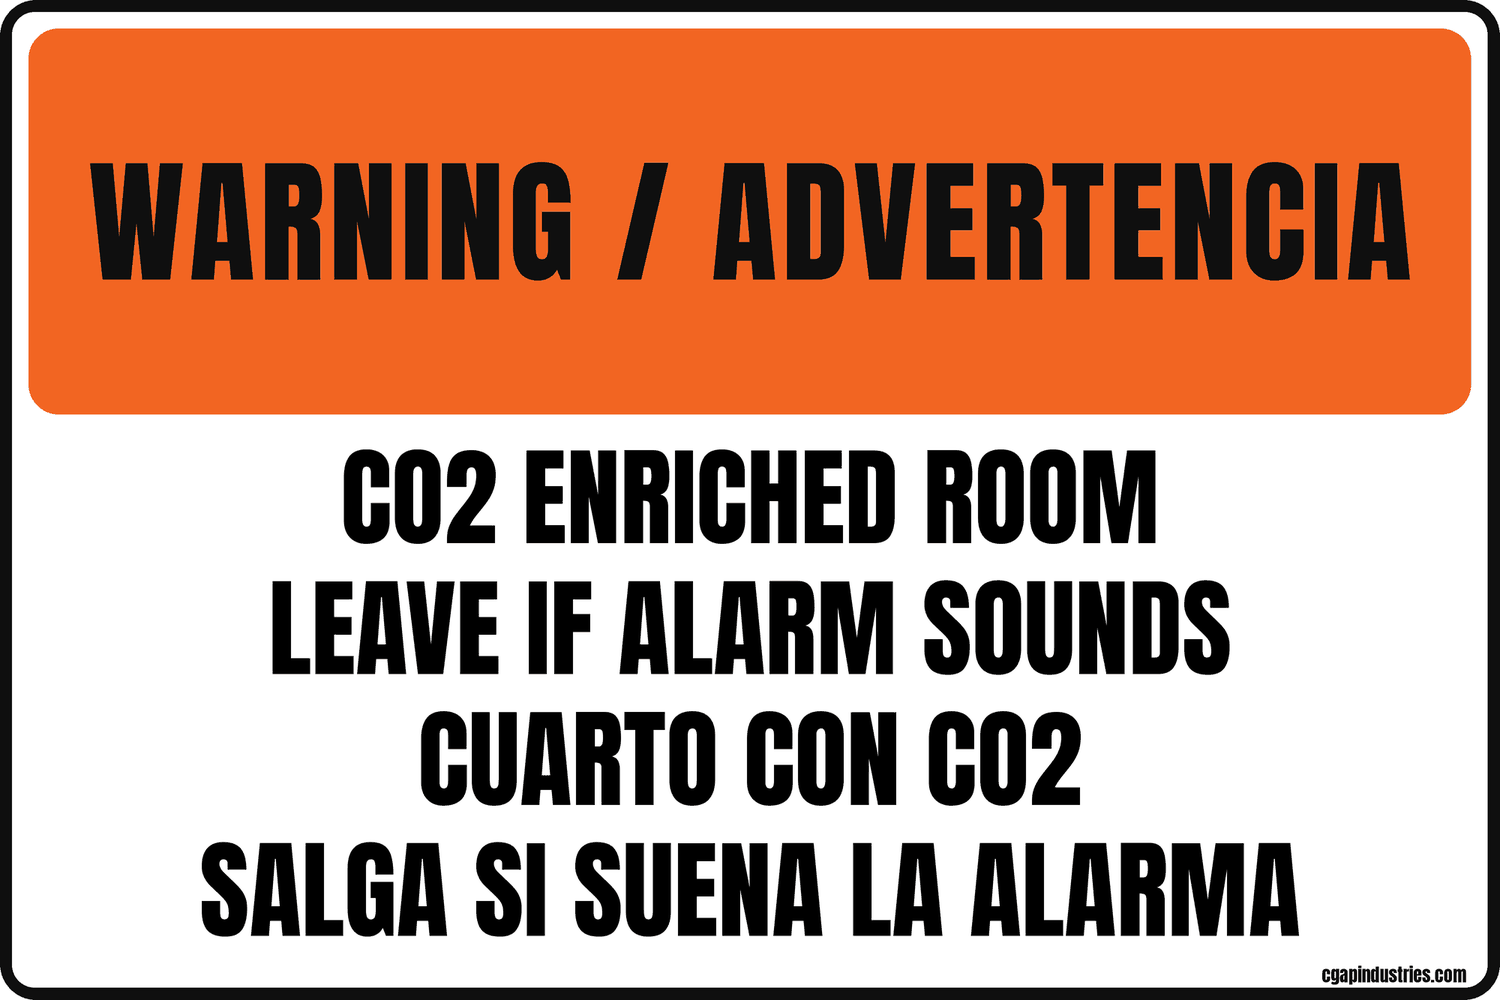 WARNING / ADVERTENCIA
CO2 ENRICHED ROOM
LEAVE IF ALARM SOUNDS
CUARTO CON CO2
SALGA SI SUENA LA ALARMA
cgapindustries.com